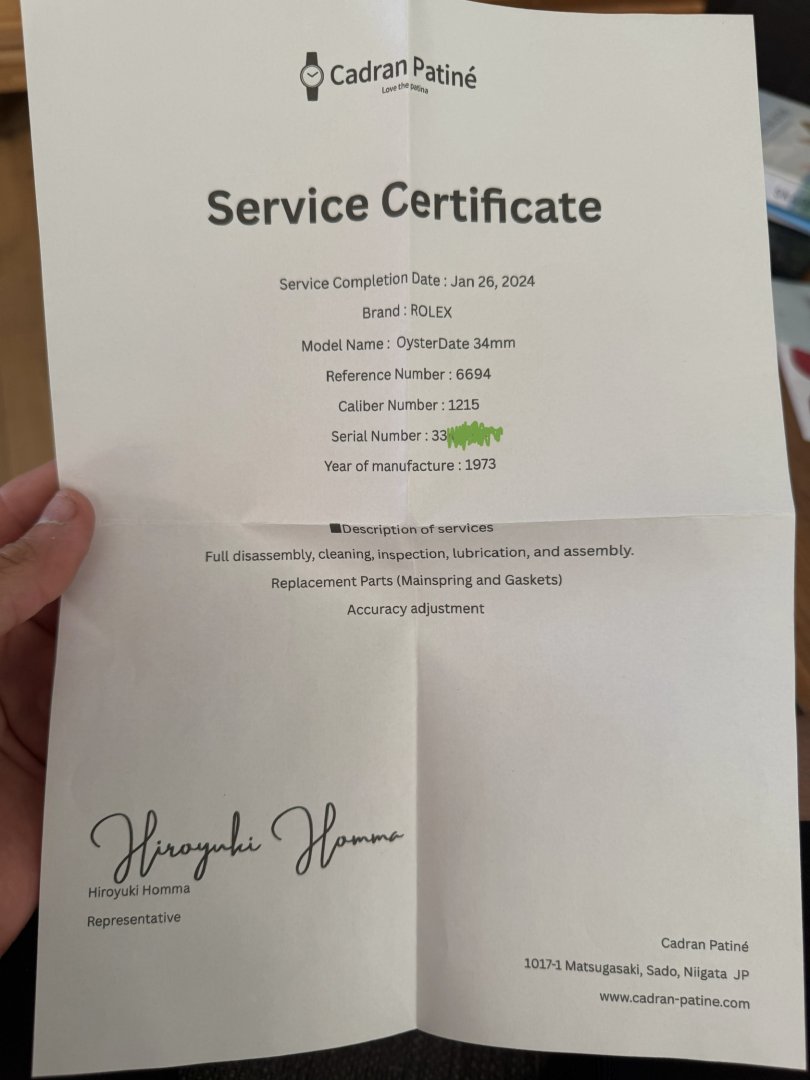 Cadran Patiné
Love the patina
Service Certificate
Service Completion Date : Jan 26, 2024
Brand : ROLEX
Model Name : OysterDate 34mm
Reference Number : 6694
Caliber Number : 1215
Serial Number : 33
Year of manufacture : 1973
■Description of services
Full disassembly, cleaning, inspection, lubrication, and assembly.
Replacement Parts (Mainspring and Gaskets)
Accuracy adjustment
Hiroyuki Homma
Hiroyuki Homma
Representative
Cadran Patiné
1017-1 Matsugasaki, Sado, Niigata JP
www.cadran-patine.com